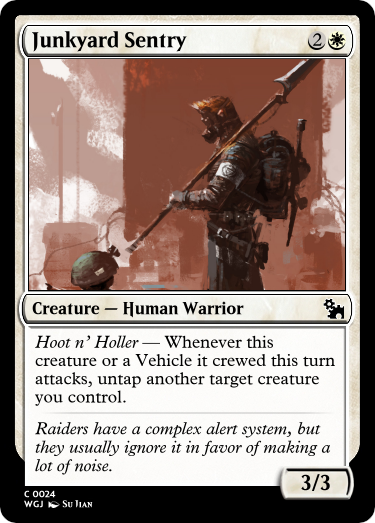 Junkyard Sentry 2
Creature — Human Warrior
Hoot n' Holler — Whenever this
creature or a Vehicle it crewed this turn
attacks, untap another target creature
you control.
Raiders have a complex alert system, but
they usually ignore it in favor of making a
lot of noise.
3/3
C 0024
WGJ Su Jian